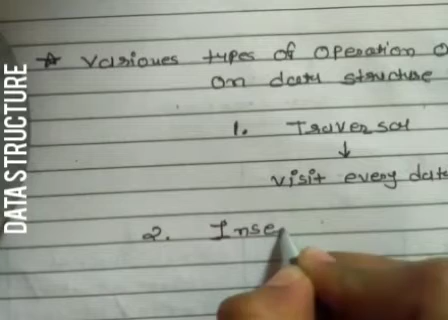 DATA STRUCTURE
☆ Varioues types of operation
on data structure
1. Traversal
↓
visit every data
2. Inse